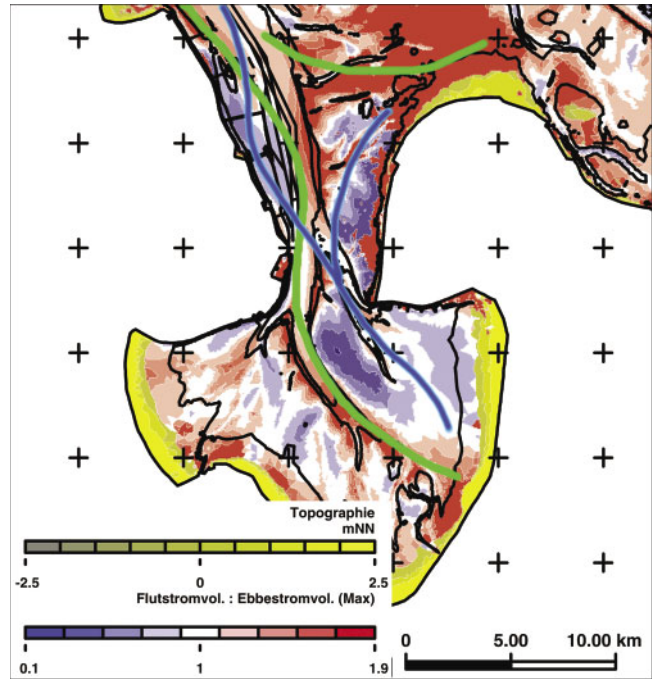 Topographie
mNN
-2.5 0 2.5
Flutstromvol. : Ebbestromvol. (Max)
0.1 1 1.9
0 5.00 10.00 km